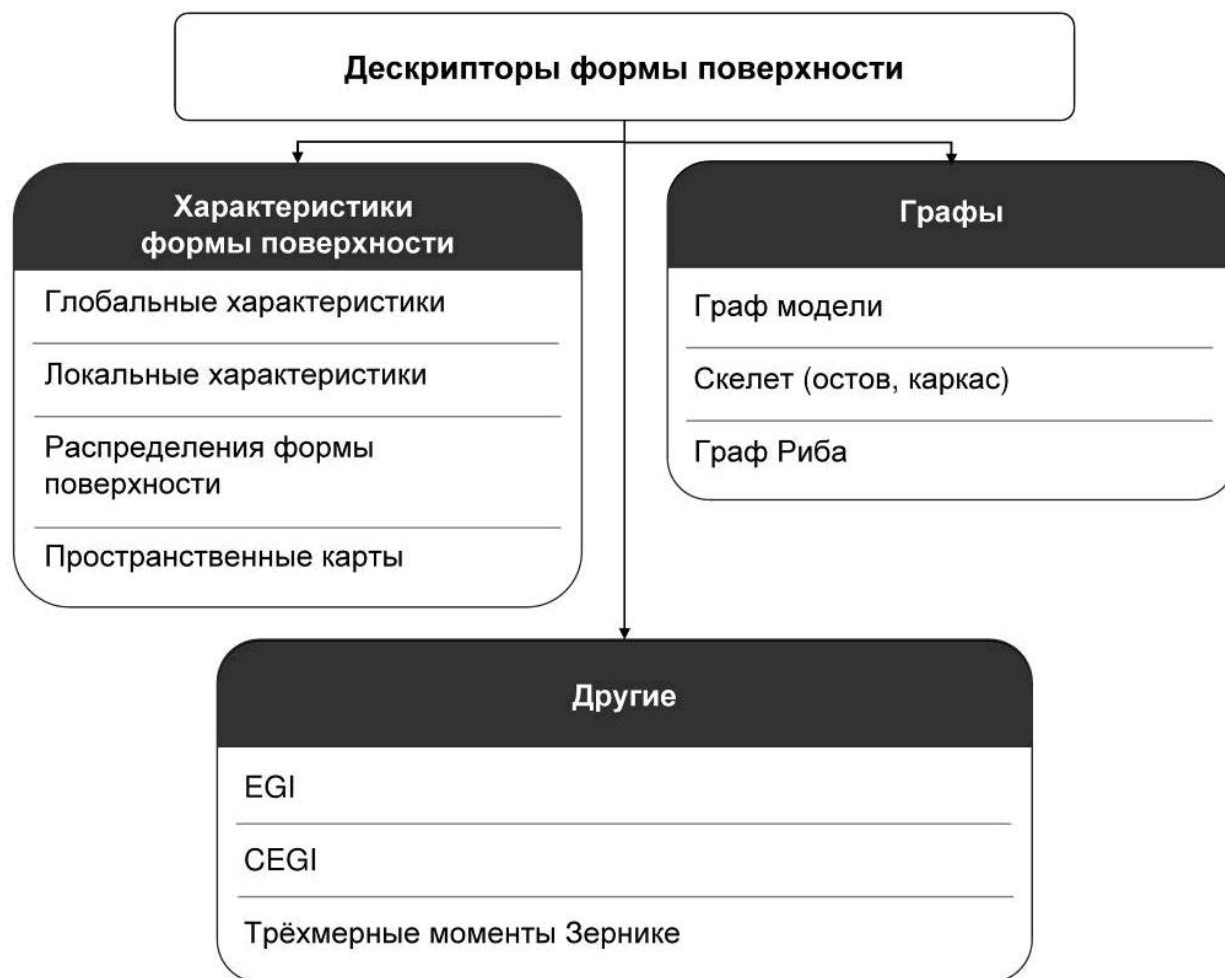 Дескрипторы формы поверхности
Характеристики
формы поверхности
Глобальные характеристики
Локальные характеристики
Распределения формы
поверхности
Пространственные карты
Графы
Граф модели
Скелет (остов, каркас)
Граф Риба
Другие
EGI
CEGI
Трёхмерные моменты Зернике